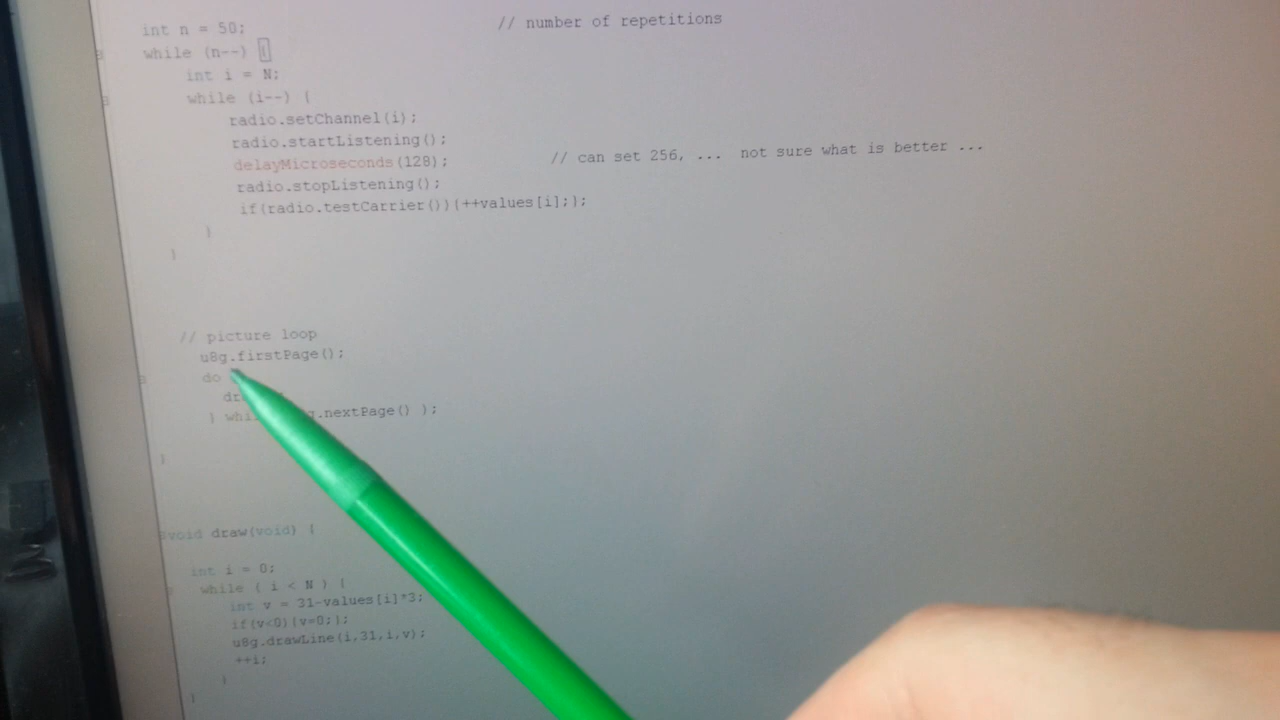 int n = 50; // number of repetitions
while (n--) {
int i = N;
while (i--) {
radio.setChannel(i);
radio.startListening();
delayMicroseconds(128); // can set 256, ... not sure what is better ...
radio.stopListening();
if(radio.testCarrier()){++values[i];};
}
}
// picture loop
u8g.firstPage();
do
} .nextPage() );
}
void draw(void) {
int i = 0;
while ( i < N ) {
int v = 31-values[i]*3;
if(v<0){v=0;};
u8g.drawLine(i,31,i,v);
++i;
}
}